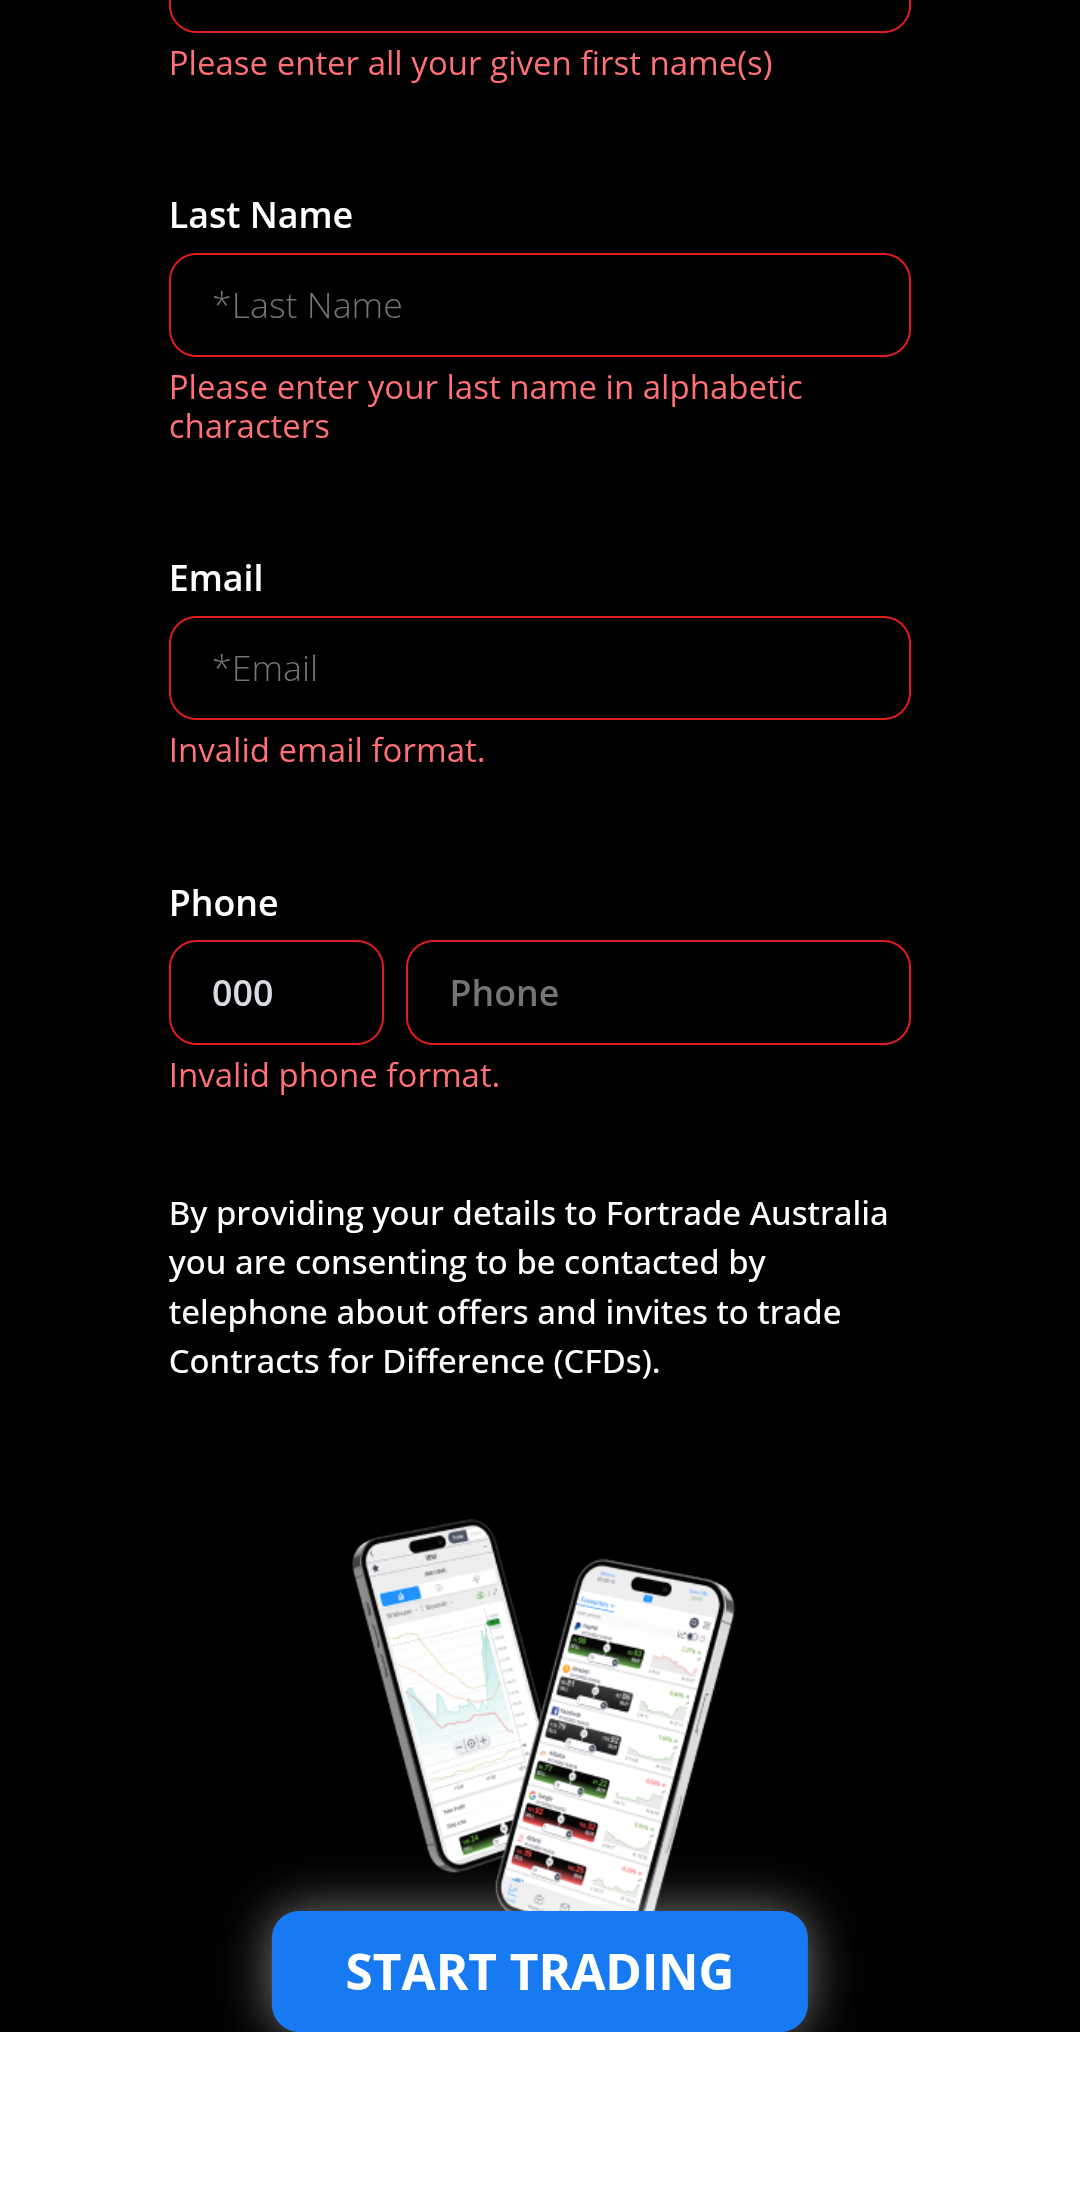 Please enter all your given first name(s)
Last Name
*Last Name
Please enter your last name in alphabetic
characters
Email
*Email
Invalid email format.
Phone
000
Phone
Invalid phone format.
By providing your details to Fortrade Australia
you are consenting to be contacted by
telephone about offers and invites to trade
Contracts for Difference (CFDs).
START TRADING